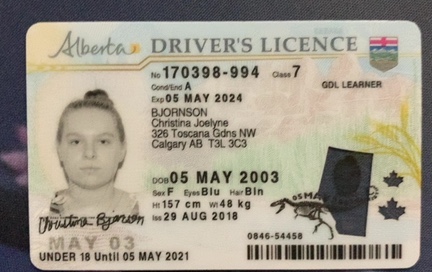 Alberta DRIVER'S LICENCE
No 170398-994 Class 7
Cond/End A GDL LEARNER
Exp 05 MAY 2024
BJORNSON
Christina Joelyne
326 Toscana Gdns NW
Calgary AB T3L 3C3
DOB 05 MAY 2003
Sex F Eyes Blu Hair Bln
Ht 157 cm Wt 48 kg
Iss 29 AUG 2018
Christina Bjornson
MAY 03
0846-54458
UNDER 18 Until 05 MAY 2021